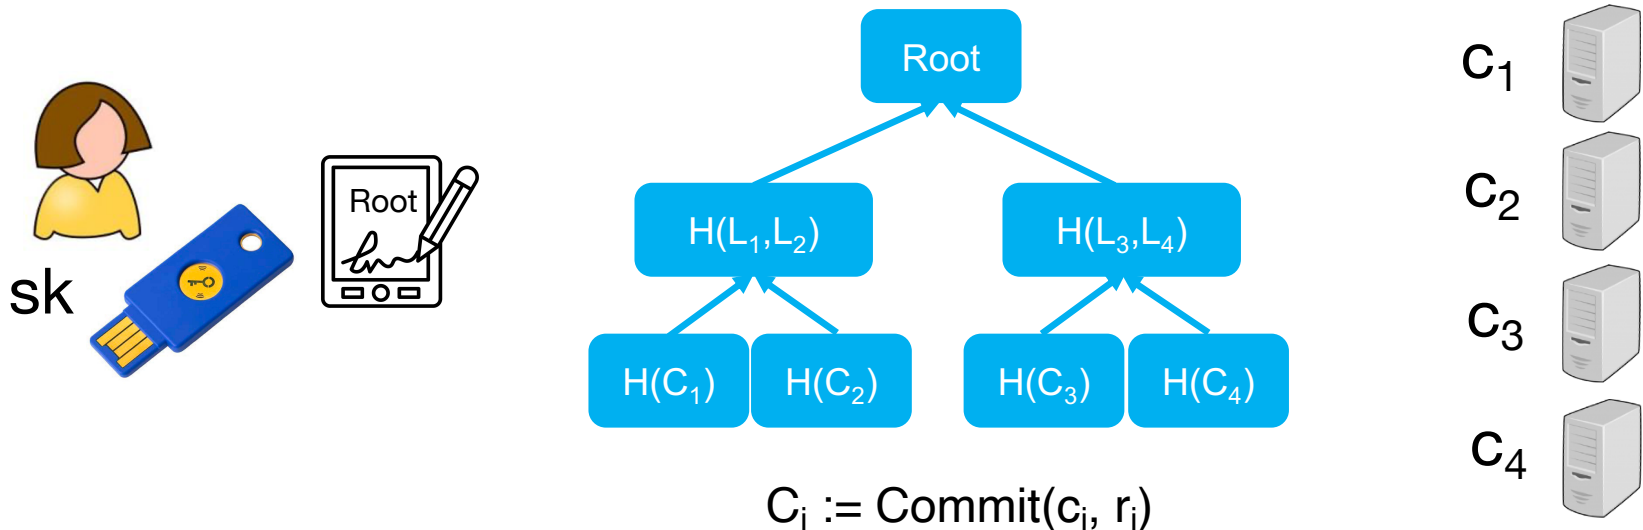 sk
Root
Root
H(L₁,L₂)
H(L₃,L₄)
H(C₁)
H(C₂)
H(C₃)
H(C₄)
Cᵢ := Commit(cᵢ, rᵢ)
c₁
c₂
c₃
c₄